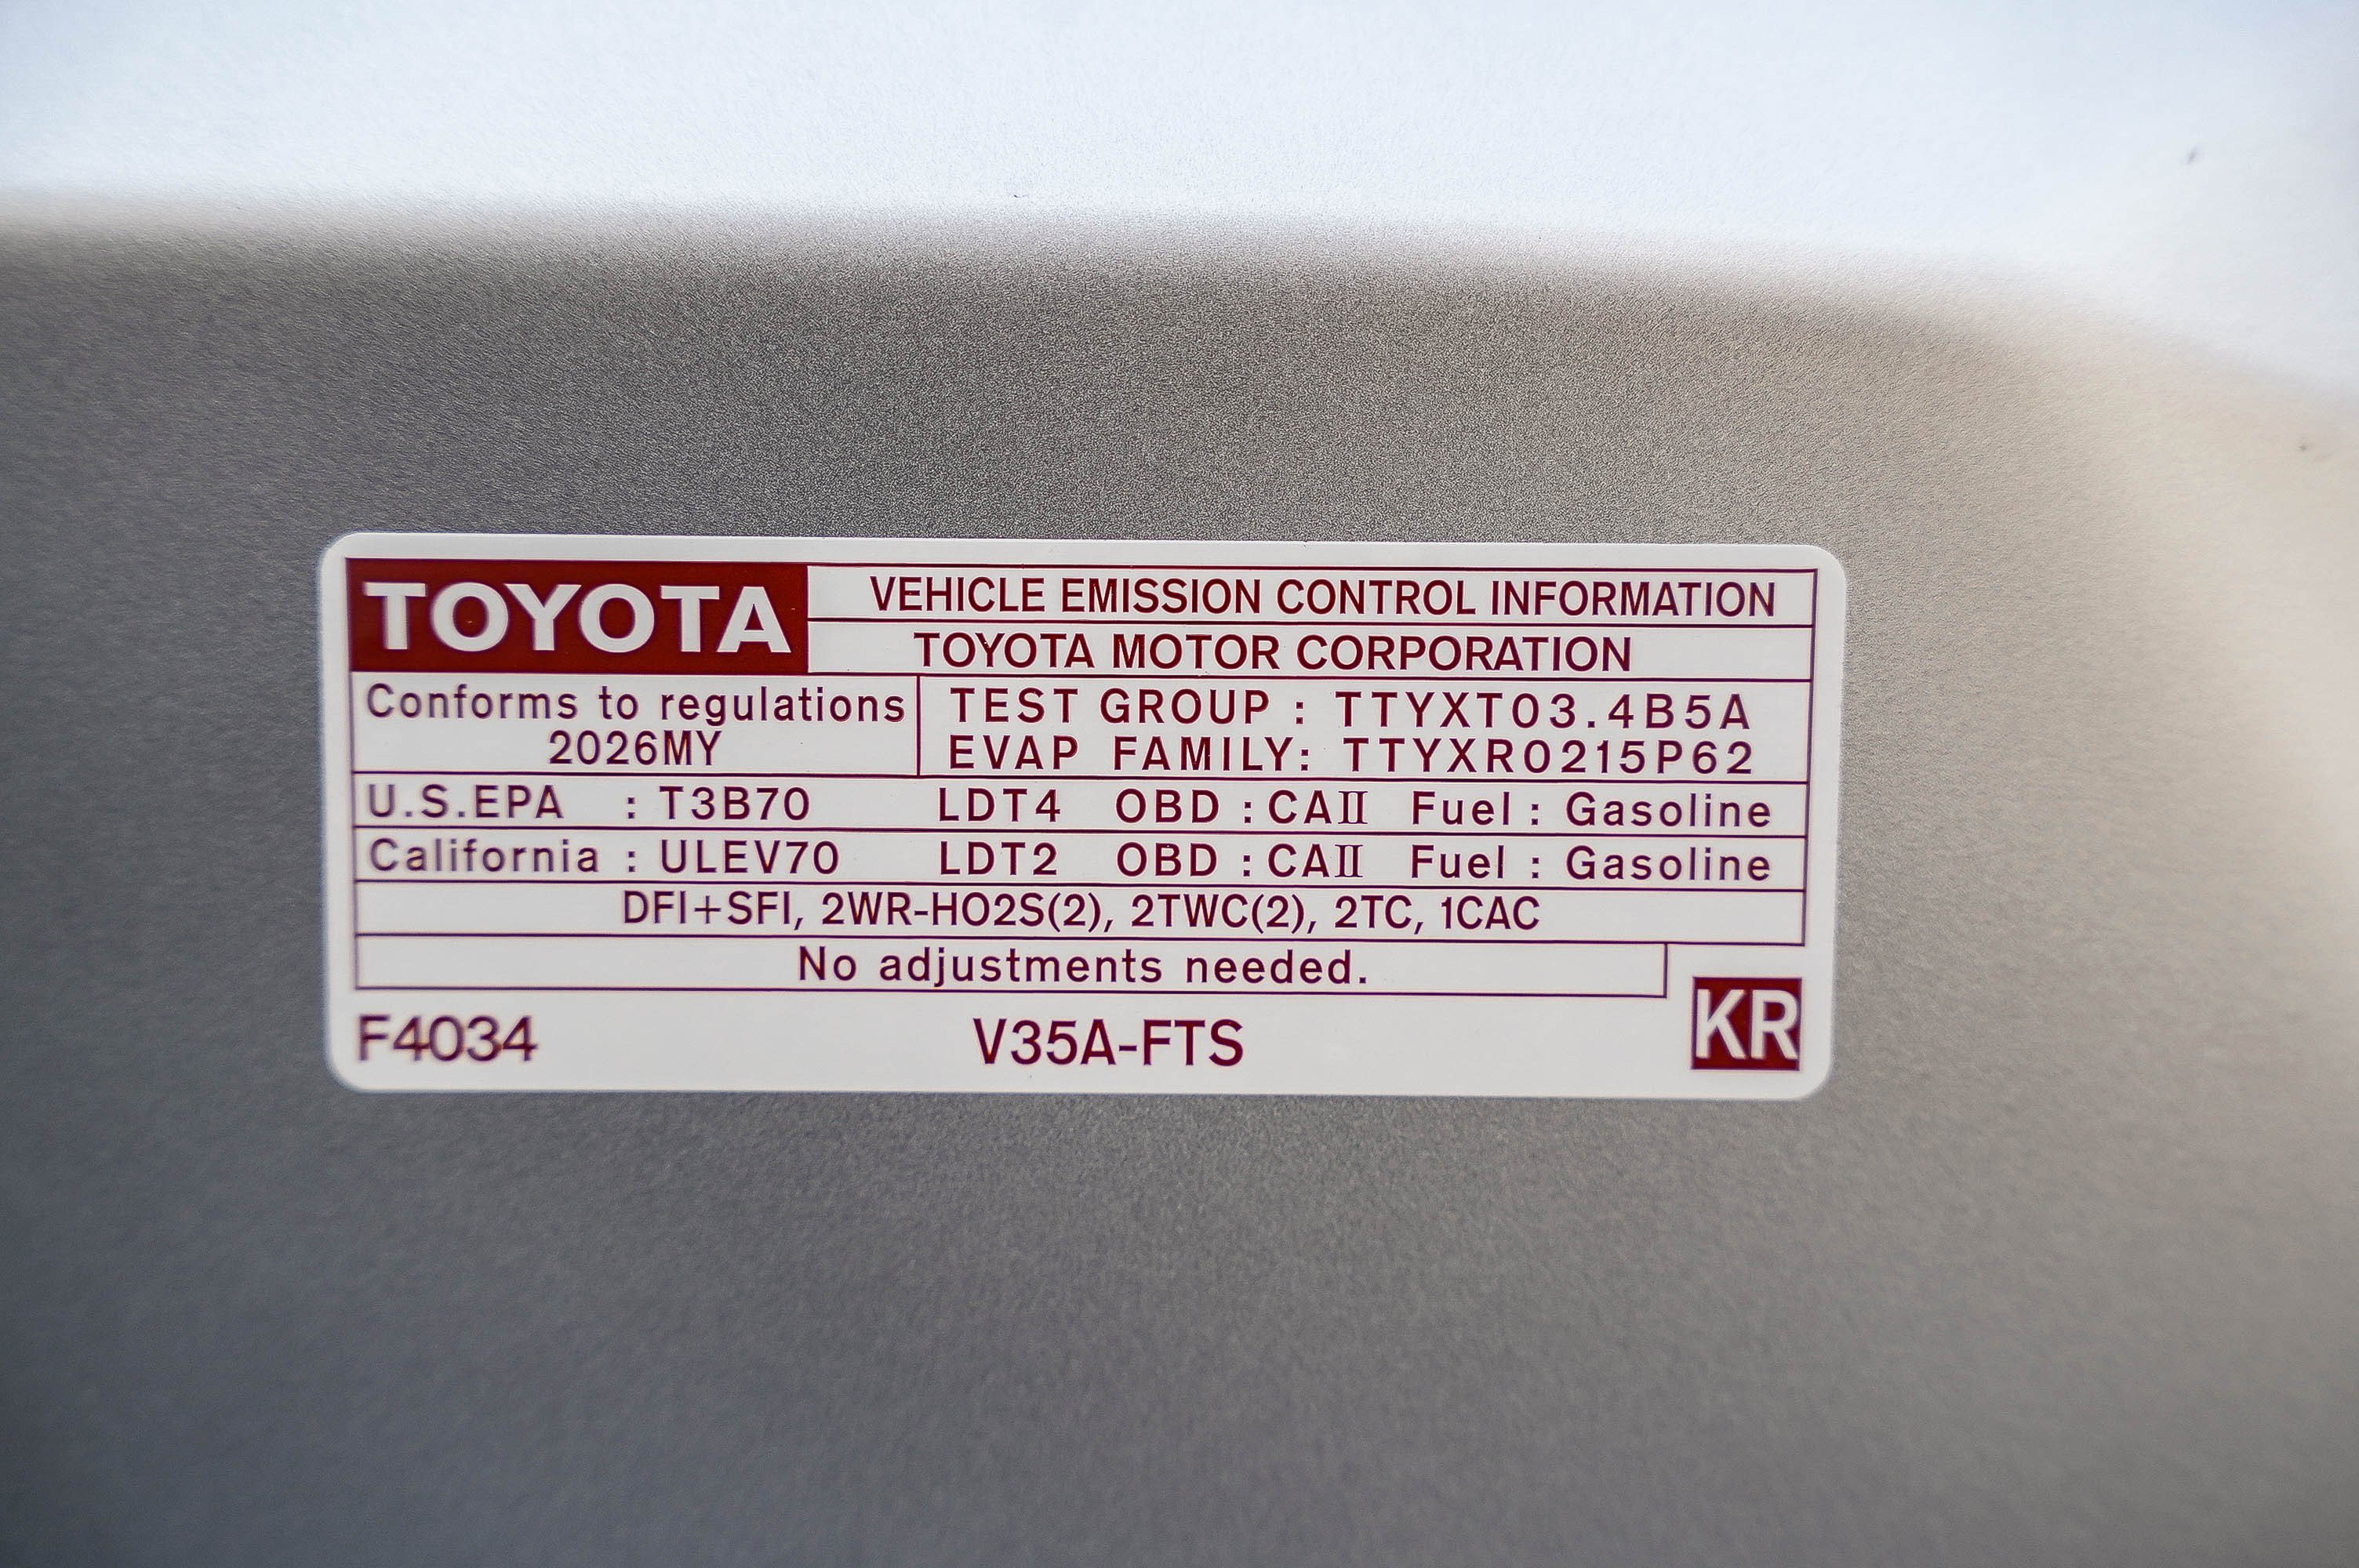 TOYOTA
VEHICLE EMISSION CONTROL INFORMATION
TOYOTA MOTOR CORPORATION
Conforms to regulations
2026MY
TEST GROUP : TTYXT03.4B5A
EVAP FAMILY: TTYXR0215P62
U.S.EPA : T3B70 LDT4 OBD : CAⅡ Fuel : Gasoline
California : ULEV70 LDT2 OBD : CAⅡ Fuel : Gasoline
DFI+SFI, 2WR-HO2S(2), 2TWC(2), 2TC, 1CAC
No adjustments needed.
F4034 V35A-FTS KR